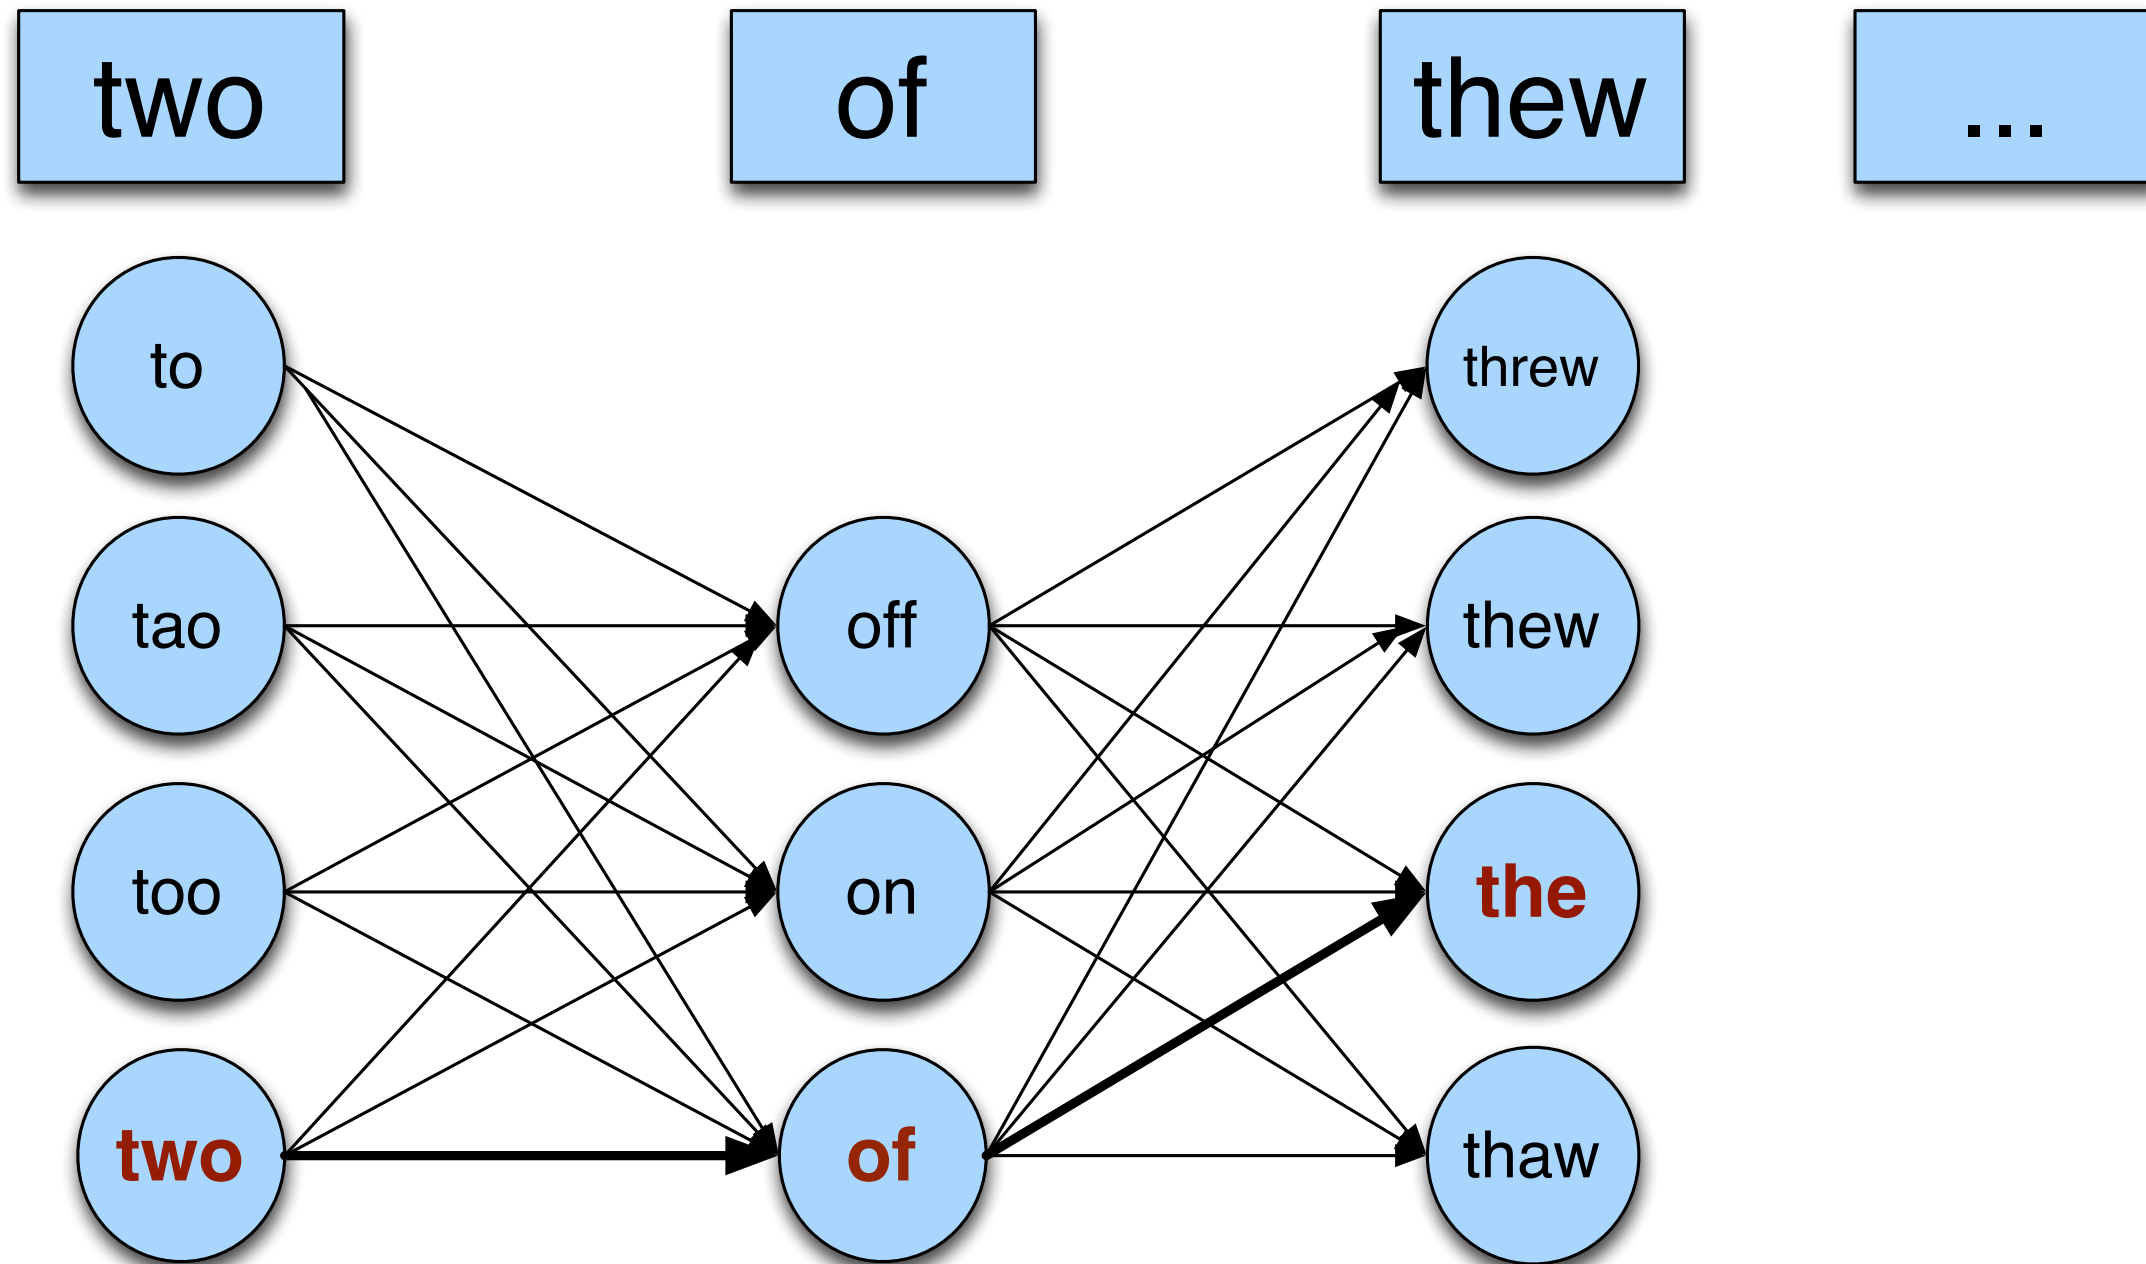 two of thew ...
to threw
tao off thew
too on the
two of thaw